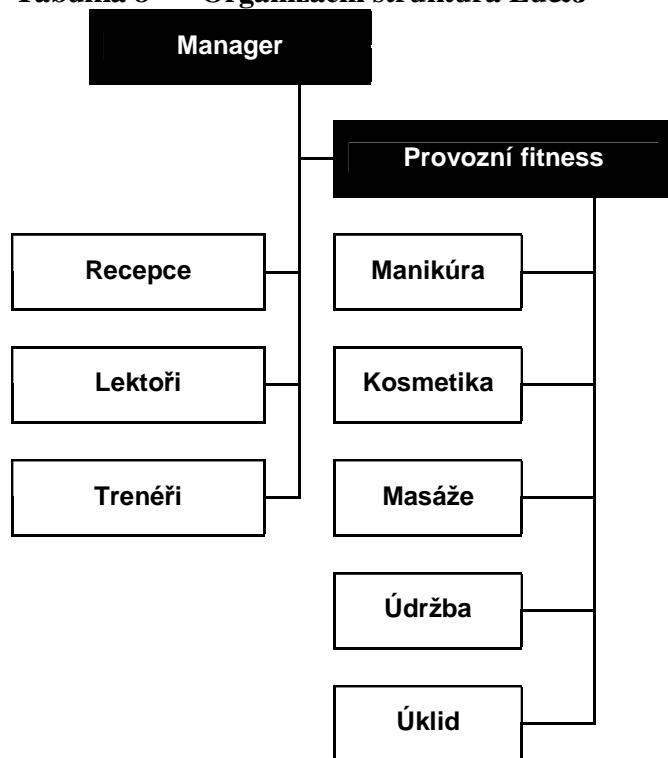 Manager
Provozní fitness
Recepce
Manikúra
Lektoři
Kosmetika
Trenéři
Masáže
Údržba
Úklid